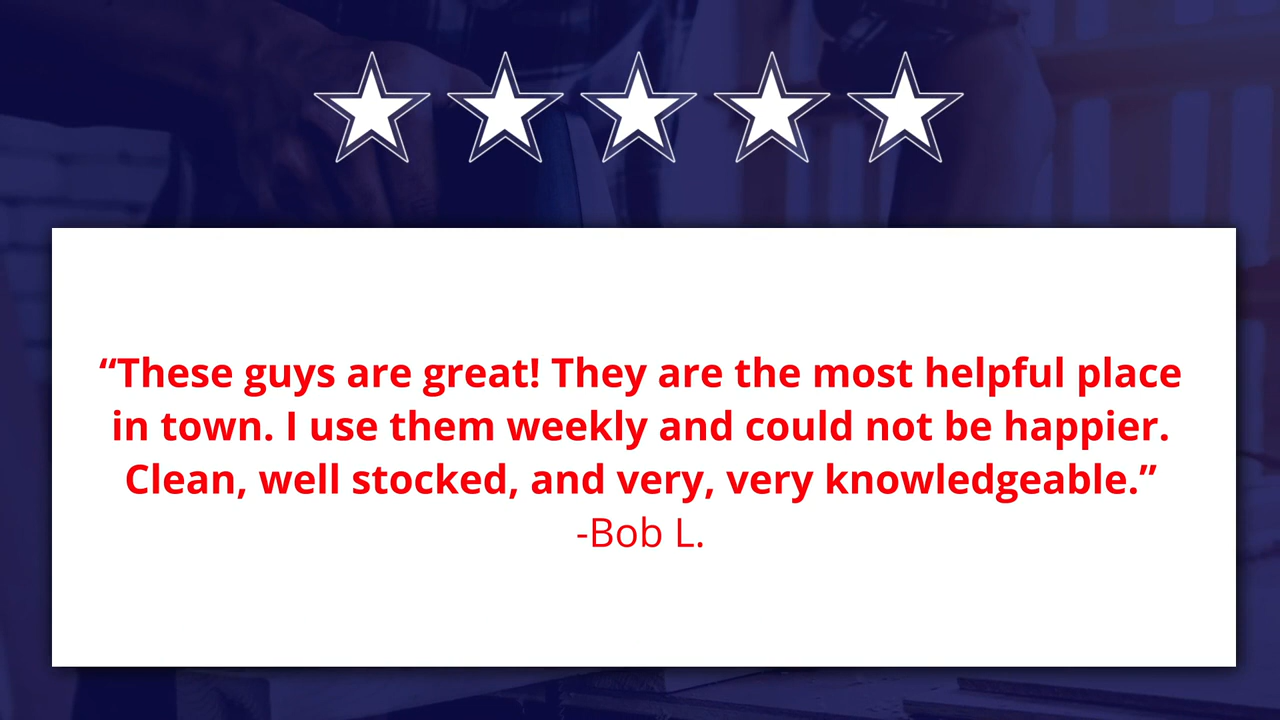 “These guys are great! They are the most helpful place
in town. I use them weekly and could not be happier.
Clean, well stocked, and very, very knowledgeable.”
-Bob L.